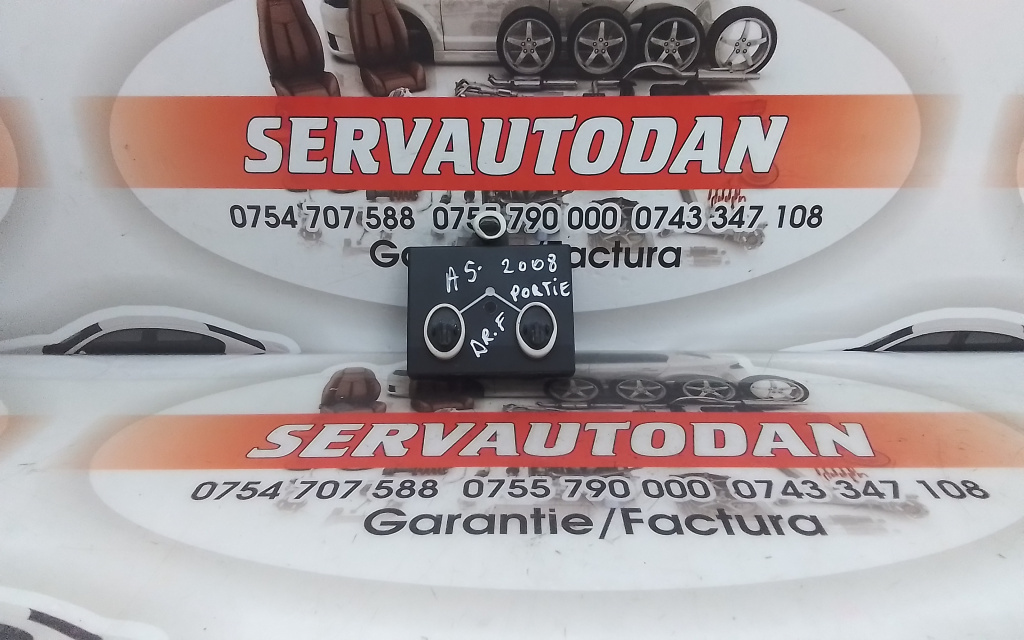 SERVAUTODAN
0754 707 588 0755 790 000 0743 347 108
A5. 2008
PORTIE
DR.F
SERVAUTODAN
0754 707 588 0755 790 000 0743 347 108
Garantie/Factura